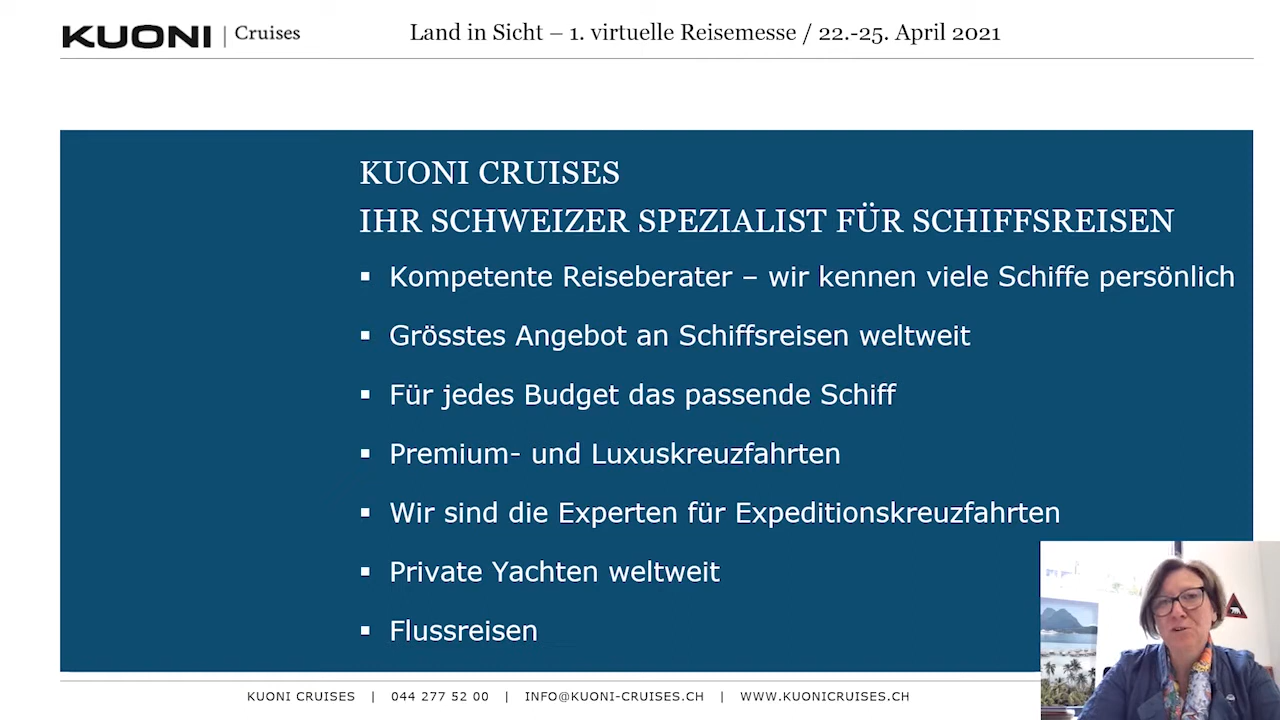 KUONI | Cruises
Land in Sicht – 1. virtuelle Reisemesse / 22.-25. April 2021
KUONI CRUISES
IHR SCHWEIZER SPEZIALIST FÜR SCHIFFSREISEN
▪ Kompetente Reiseberater – wir kennen viele Schiffe persönlich
▪ Grösstes Angebot an Schiffsreisen weltweit
▪ Für jedes Budget das passende Schiff
▪ Premium- und Luxuskreuzfahrten
▪ Wir sind die Experten für Expeditionskreuzfahrten
▪ Private Yachten weltweit
▪ Flussreisen
KUONI CRUISES | 044 277 52 00 | INFO@KUONI-CRUISES.CH | WWW.KUONICRUISES.CH